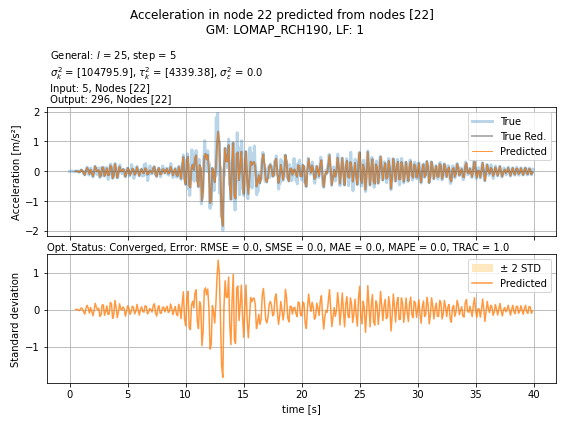 Acceleration in node 22 predicted from nodes [22]
GM: LOMAP_RCH190, LF: 1
General: l = 25, step = 5
σ²ₖ = [104795.9], τ²ₖ = [4339.38], σ²ε = 0.0
Input: 5, Nodes [22]
Output: 296, Nodes [22]
Acceleration [m/s²]
2
1
0
−1
−2
True
True Red.
Predicted
Opt. Status: Converged, Error: RMSE = 0.0, SMSE = 0.0, MAE = 0.0, MAPE = 0.0, TRAC = 1.0
Standard deviation
1
0
−1
± 2 STD
Predicted
0 5 10 15 20 25 30 35 40
time [s]